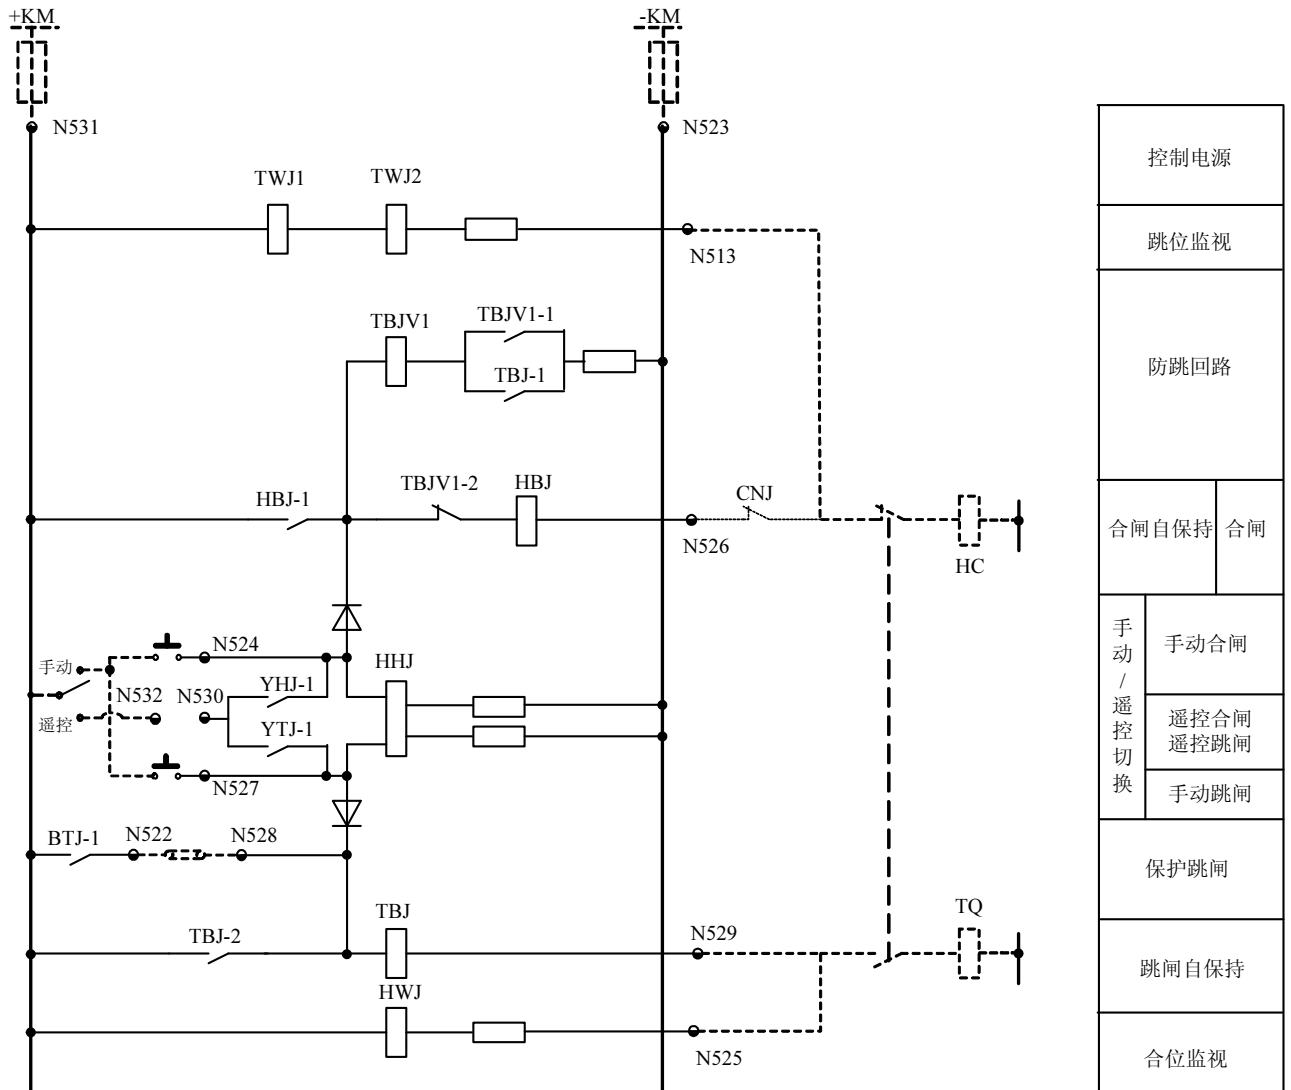 +KM
-KM
N531
N523
控制电源
TWJ1
TWJ2
N513
跳位监视
TBJV1
TBJV1-1
TBJ-1
防跳回路
HBJ-1
TBJV1-2
HBJ
N526
CNJ
HC
合闸自保持
合闸
手动
遥控
N524
N532
N530
YHJ-1
YTJ-1
HHJ
N527
手动/遥控切换
手动合闸
遥控合闸
遥控跳闸
手动跳闸
BTJ-1
N522
N528
保护跳闸
TBJ-2
TBJ
N529
TQ
跳闸自保持
HWJ
N525
合位监视